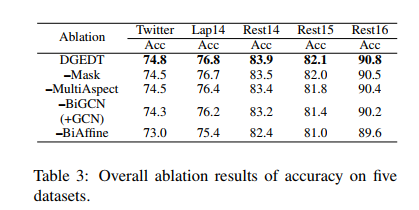 Ablation Twitter Lap14 Rest14 Rest15 Rest16
Acc Acc Acc Acc Acc
DGEDT 74.8 76.8 83.9 82.1 90.8
–Mask 74.5 76.7 83.5 82.0 90.5
–MultiAspect 74.5 76.4 83.4 81.8 90.4
–BiGCN
(+GCN) 74.3 76.2 83.2 81.4 90.2
–BiAffine 73.0 75.4 82.4 81.0 89.6
Table 3: Overall ablation results of accuracy on five
datasets.